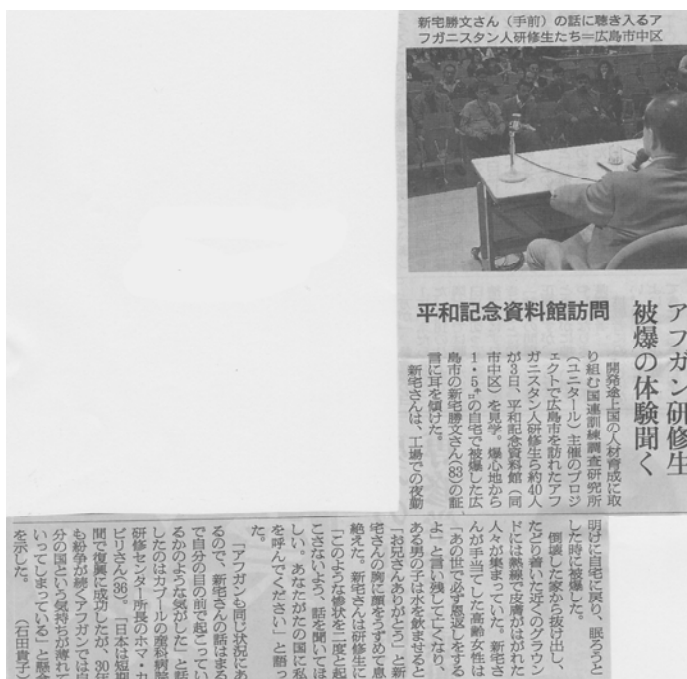 新宅勝文さん(手前)の話に聴き入るア
フガニスタン人研修生たち=広島市中区
アフガン研修生
被爆の体験聞く
平和記念資料館訪問
開発途上国の人材育成に取
り組む国連訓練調査研究所
(ユニタール)主催のプロジ
ェクトで広島市を訪れたアフ
ガニスタン人研修生ら約40人
が3日、平和記念資料館(同
市中区)を見学。爆心地から
1・5㌔の自宅で被爆した広
島市の新宅勝文さん(83)の証
言に耳を傾けた。
新宅さんは、工場での夜勤
明けに自宅に戻り、眠ろうと
した時に被爆した。
倒壊した家から抜け出し、
たどり着いた近くのグラウン
ドには熱線で皮膚がはがれた
人々が集まっていた。新宅さ
んが手当てした高齢女性は
「あの世で必ず恩返しをする
よ」と言い残して亡くなり、
ある男の子は水を飲ませると
「お兄さんありがとう」と新
宅さんの胸に顔をうずめて息
絶えた。新宅さんは研修生に
「このような惨状を二度と起
こさないよう、話を聞いてほ
しい。あなたがたの国に私
を呼んでください」と語っ
た。
「アフガンも同じ状況にあ
るので、新宅さんの話はまる
で自分の目の前で起こってい
るかのような気がした」と話
したのはカブールの産科病院
研修センター所長のホマ・カ
ビリさん(36)。「日本は短期
間で復興に成功したが、30年
も紛争が続くアフガンでは自
分の国という気持ちが薄れて
いってしまっている」と懸念
を示した。 (石田貴子)